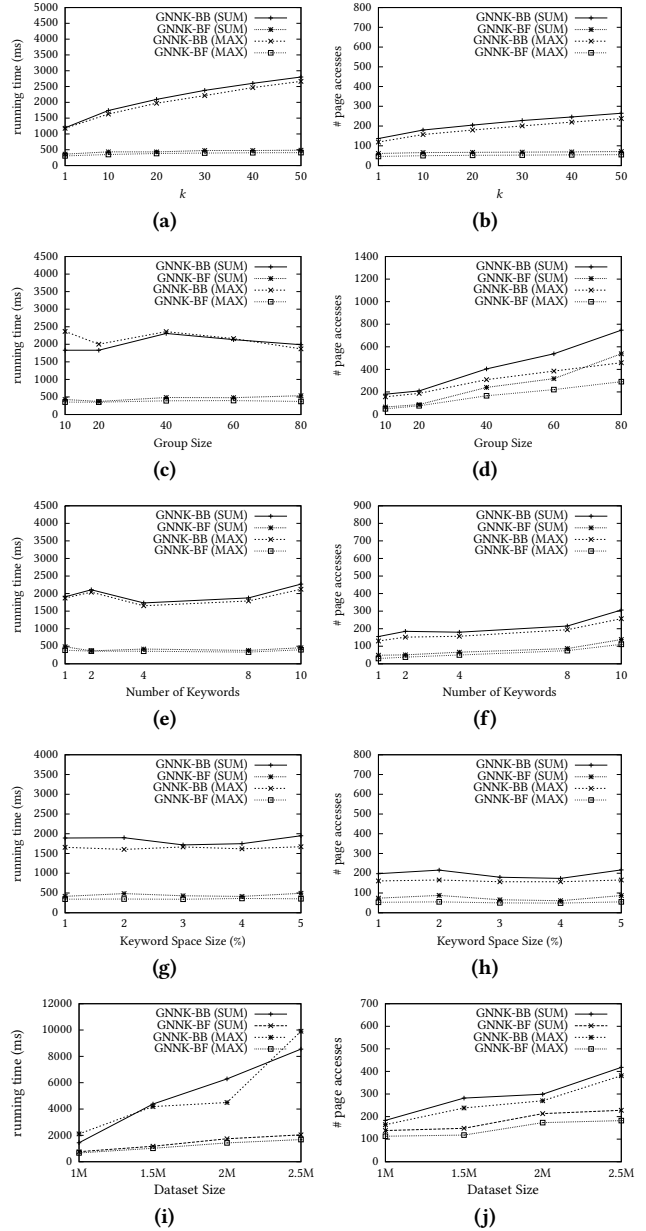 GNNK-BB (SUM)
GNNK-BF (SUM)
GNNK-BB (MAX)
GNNK-BF (MAX)
running time (ms)
5000
4500
4000
3500
3000
2500
2000
1500
1000
500
0
1 10 20 30 40 50
k
(a)
GNNK-BB (SUM)
GNNK-BF (SUM)
GNNK-BB (MAX)
GNNK-BF (MAX)
# page accesses
800
700
600
500
400
300
200
100
0
1 10 20 30 40 50
k
(b)
GNNK-BB (SUM)
GNNK-BF (SUM)
GNNK-BB (MAX)
GNNK-BF (MAX)
running time (ms)
4500
4000
3500
3000
2500
2000
1500
1000
500
0
10 20 40 60 80
Group Size
(c)
GNNK-BB (SUM)
GNNK-BF (SUM)
GNNK-BB (MAX)
GNNK-BF (MAX)
# page accesses
1400
1200
1000
800
600
400
200
0
10 20 40 60 80
Group Size
(d)
GNNK-BB (SUM)
GNNK-BF (SUM)
GNNK-BB (MAX)
GNNK-BF (MAX)
running time (ms)
4500
4000
3500
3000
2500
2000
1500
1000
500
0
1 2 4 8 10
Number of Keywords
(e)
GNNK-BB (SUM)
GNNK-BF (SUM)
GNNK-BB (MAX)
GNNK-BF (MAX)
# page accesses
900
800
700
600
500
400
300
200
100
0
1 2 4 8 10
Number of Keywords
(f)
GNNK-BB (SUM)
GNNK-BF (SUM)
GNNK-BB (MAX)
GNNK-BF (MAX)
running time (ms)
4000
3500
3000
2500
2000
1500
1000
500
0
1 2 3 4 5
Keyword Space Size (%)
(g)
GNNK-BB (SUM)
GNNK-BF (SUM)
GNNK-BB (MAX)
GNNK-BF (MAX)
# page accesses
800
700
600
500
400
300
200
100
0
1 2 3 4 5
Keyword Space Size (%)
(h)
GNNK-BB (SUM)
GNNK-BF (SUM)
GNNK-BB (MAX)
GNNK-BF (MAX)
running time (ms)
12000
10000
8000
6000
4000
2000
0
1M 1.5M 2M 2.5M
Dataset Size
(i)
GNNK-BB (SUM)
GNNK-BF (SUM)
GNNK-BB (MAX)
GNNK-BF (MAX)
# page accesses
700
600
500
400
300
200
100
0
1M 1.5M 2M 2.5M
Dataset Size
(j)